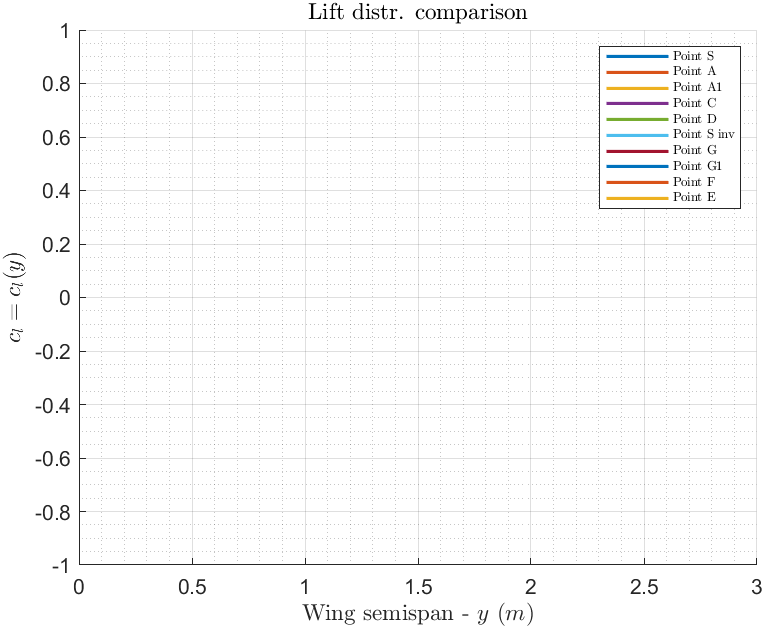 Lift distr. comparison
1
0.8
0.6
0.4
0.2
0
-0.2
-0.4
-0.6
-0.8
-1
c_l = c_l(y)
Point S
Point A
Point A1
Point C
Point D
Point S inv
Point G
Point G1
Point F
Point E
0 0.5 1 1.5 2 2.5 3
Wing semispan - y (m)